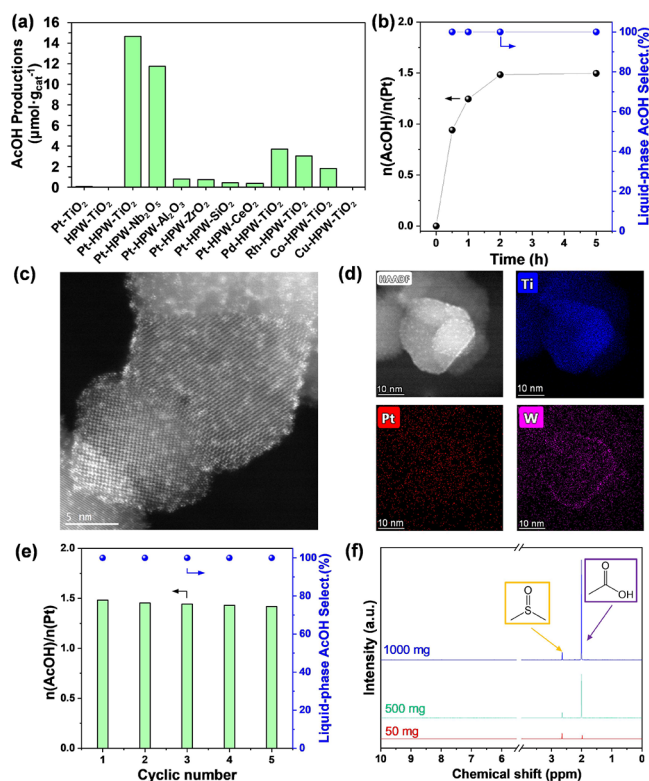 (a)
AcOH Productions
(μmol·gcat⁻¹)
16
14
12
10
8
6
4
2
0
Pt-TiO₂
HPW-TiO₂
Pt-HPW-TiO₂
Pt-HPW-Nb₂O₅
Pt-HPW-Al₂O₃
Pt-HPW-ZrO₂
Pt-HPW-SiO₂
Pt-HPW-CeO₂
Pd-HPW-TiO₂
Rh-HPW-TiO₂
Co-HPW-TiO₂
Cu-HPW-TiO₂
(b)
n(AcOH)/n(Pt)
2.0
1.5
1.0
0.5
0.0
0 1 2 3 4 5
Time (h)
100
80
60
40
20
0
Liquid-phase AcOH Select.(%)
(c)
5 nm
(d)
HAADF
10 nm
Ti
10 nm
Pt
10 nm
W
10 nm
(e)
n(AcOH)/n(Pt)
2.0
1.5
1.0
0.5
0.0
1 2 3 4 5
Cyclic number
100
80
60
40
20
0
Liquid-phase AcOH Select.(%)
(f)
Intensity (a.u.)
O
S
O
OH
1000 mg
500 mg
50 mg
10 9 8 7 6 5 4 3 2 1 0
Chemical shift (ppm)